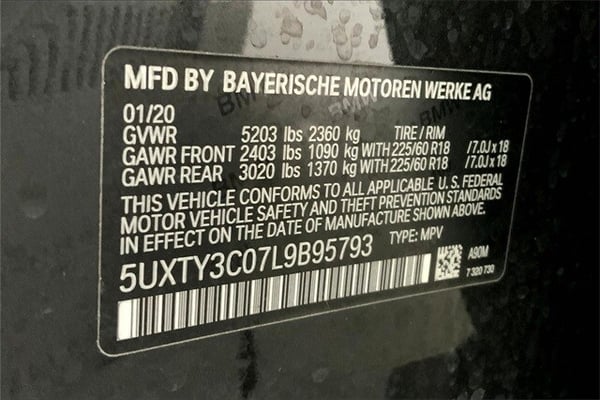 MFD BY BAYERISCHE MOTOREN WERKE AG
01/20
GVWR 5203 lbs 2360 kg TIRE / RIM
GAWR FRONT 2403 lbs 1090 kg WITH 225/60 R18 /7.0J x 18
GAWR REAR 3020 lbs 1370 kg WITH 225/60 R18 /7.0J x 18
THIS VEHICLE CONFORMS TO ALL APPLICABLE U.S. FEDERAL
MOTOR VEHICLE SAFETY AND THEFT PREVENTION STANDARDS
IN EFFECT ON THE DATE OF MANUFACTURE SHOWN ABOVE.
5UXTY3C07L9B95793 TYPE: MPV
A90M
7 320 730
BMW BMW BMW